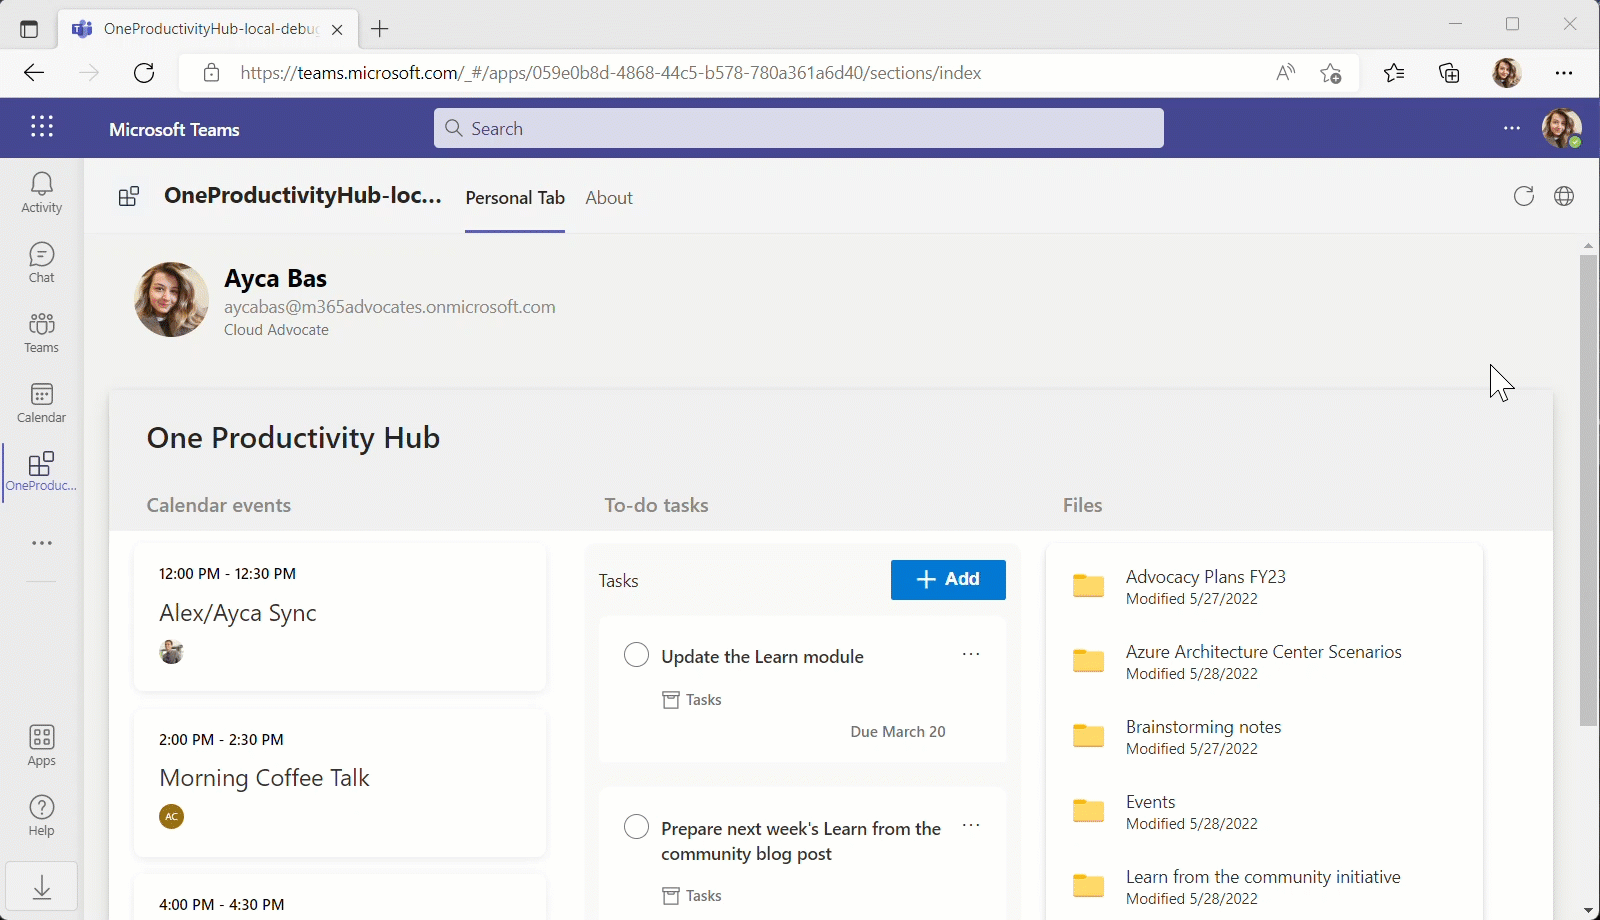 OneProductivityHub-local-debug
https://teams.microsoft.com/_#/apps/059e0b8d-4868-44c5-b578-780a361a6d40/sections/index
Microsoft Teams
Search
Activity
Chat
Teams
Calendar
OneProduc...
Apps
Help
OneProductivityHub-loc...
Personal Tab
About
Ayca Bas
aycabas@m365advocates.onmicrosoft.com
Cloud Advocate
One Productivity Hub
Calendar events
12:00 PM - 12:30 PM
Alex/Ayca Sync
2:00 PM - 2:30 PM
Morning Coffee Talk
AC
4:00 PM - 4:30 PM
To-do tasks
Tasks
+ Add
Update the Learn module
...
Tasks
Due March 20
Prepare next week's Learn from the
community blog post
...
Tasks
Files
Advocacy Plans FY23
Modified 5/27/2022
Azure Architecture Center Scenarios
Modified 5/28/2022
Brainstorming notes
Modified 5/27/2022
Events
Modified 5/28/2022
Learn from the community initiative
Modified 5/28/2022